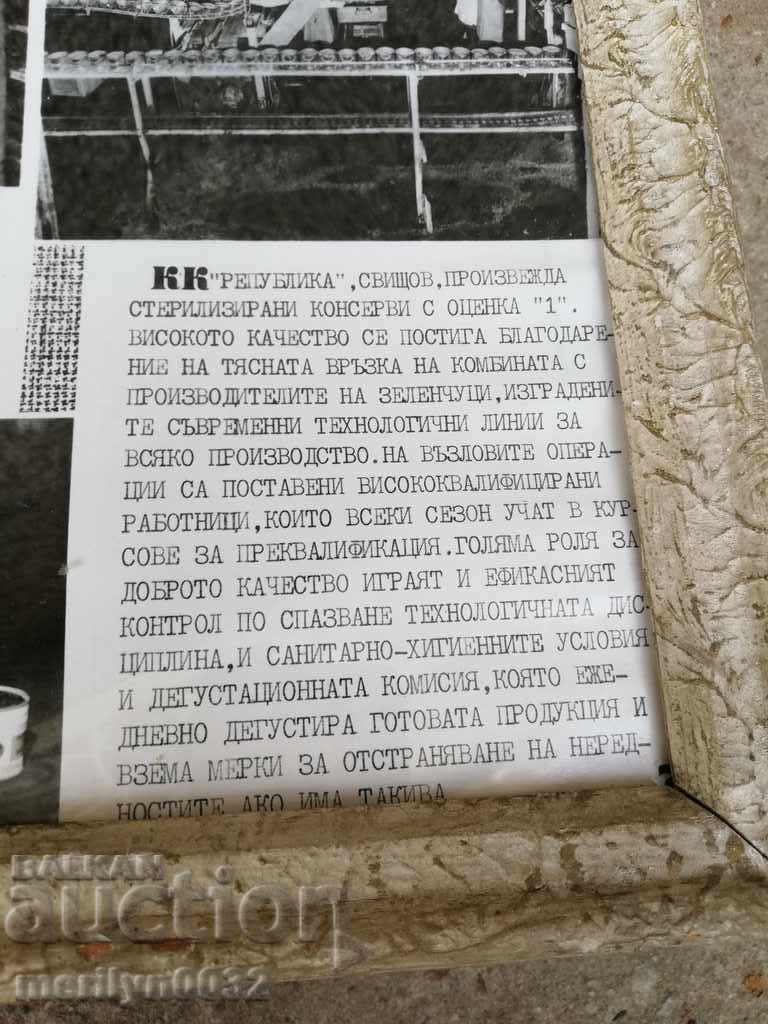 КК "РЕПУБЛИКА", СВИЩОВ, ПРОИЗВЕЖДА
СТЕРИЛИЗИРАНИ КОНСЕРВИ С ОЦЕНКА "1".
ВИСОКОТО КАЧЕСТВО СЕ ПОСТИГА БЛАГОДАРЕ-
НИЕ НА ТЯСНАТА ВРЪЗКА НА КОМБИНАТА С
ПРОИЗВОДИТЕЛИТЕ НА ЗЕЛЕНЧУЦИ, ИЗГРАДЕНИ-
ТЕ СЪВРЕМЕННИ ТЕХНОЛОГИЧНИ ЛИНИИ ЗА
ВСЯКО ПРОИЗВОДСТВО. НА ВЪЗЛОВИТЕ ОПЕРА-
ЦИИ СА ПОСТАВЕНИ ВИСОКОКВАЛИФИЦИРАНИ
РАБОТНИЦИ, КОИТО ВСЕКИ СЕЗОН УЧАТ В КУР-
СОВЕ ЗА ПРЕКВАЛИФИКАЦИЯ. ГОЛЯМА РОЛЯ ЗА
ДОБРОТО КАЧЕСТВО ИГРАЯТ И ЕФИКАСНИЯТ
КОНТРОЛ ПО СПАЗВАНЕ ТЕХНОЛОГИЧНАТА ДИС-
ЦИПЛИНА, И САНИТАРНО-ХИГИЕННИТЕ УСЛОВИЯ
И ДЕГУСТАЦИОННАТА КОМИСИЯ, КОЯТО ЕЖЕ-
ДНЕВНО ДЕГУСТИРА ГОТОВАТА ПРОДУКЦИЯ И
ВЗЕМА МЕРКИ ЗА ОТСТРАНЯВАНЕ НА НЕРЕД-
НОСТИТЕ АКО ИМА ТАКИВА
BALKAN
auction
merilyn0032